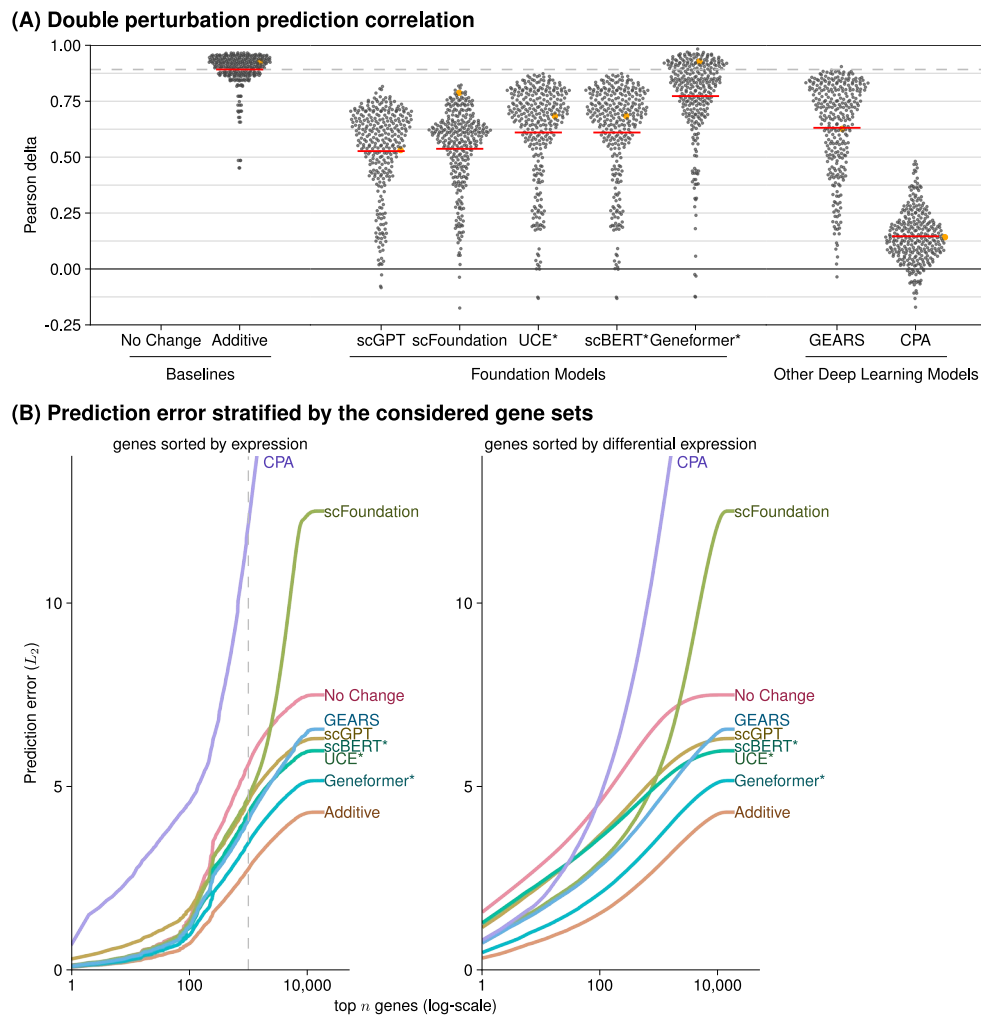 (A) Double perturbation prediction correlation
Pearson delta
1.00
0.75
0.50
0.25
0.00
-0.25
No Change Additive scGPT scFoundation UCE* scBERT* Geneformer* GEARS CPA
Baselines Foundation Models Other Deep Learning Models
(B) Prediction error stratified by the considered gene sets
genes sorted by expression genes sorted by differential expression
Prediction error (L₂)
CPA
scFoundation
10
No Change
GEARS
scGPT
scBERT*
UCE*
5
Geneformer*
Additive
0
1 100 10,000
CPA
scFoundation
10
No Change
GEARS
scGPT
scBERT*
UCE*
5
Geneformer*
Additive
0
1 100 10,000
top n genes (log-scale)